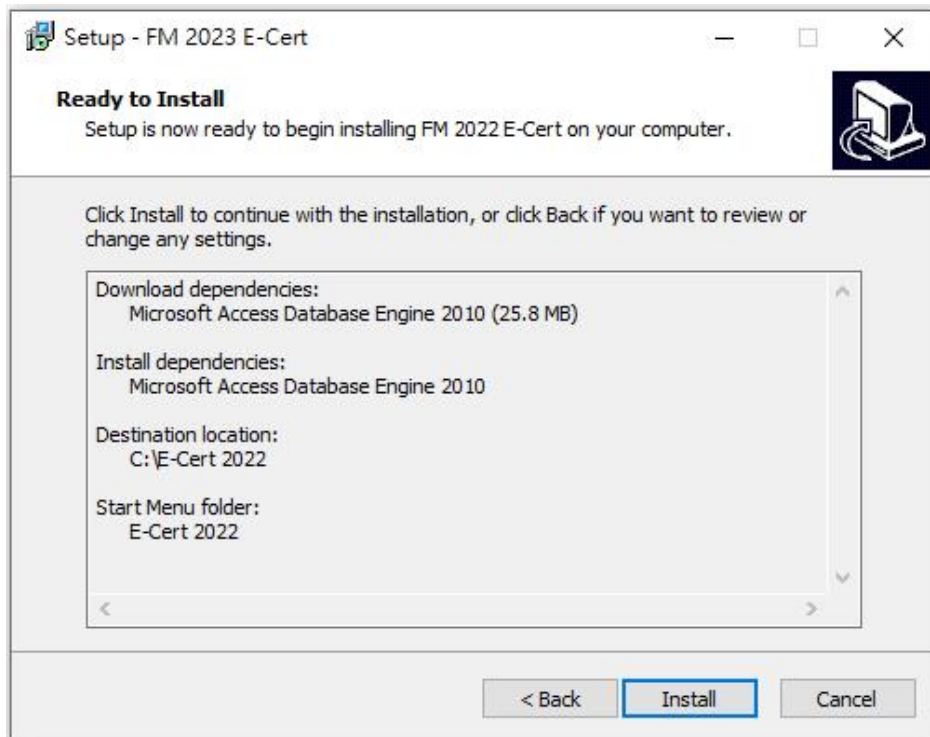 Setup - FM 2023 E-Cert
Ready to Install
Setup is now ready to begin installing FM 2022 E-Cert on your computer.
Click Install to continue with the installation, or click Back if you want to review or
change any settings.
Download dependencies:
Microsoft Access Database Engine 2010 (25.8 MB)
Install dependencies:
Microsoft Access Database Engine 2010
Destination location:
C:\E-Cert 2022
Start Menu folder:
E-Cert 2022
< Back
Install
Cancel